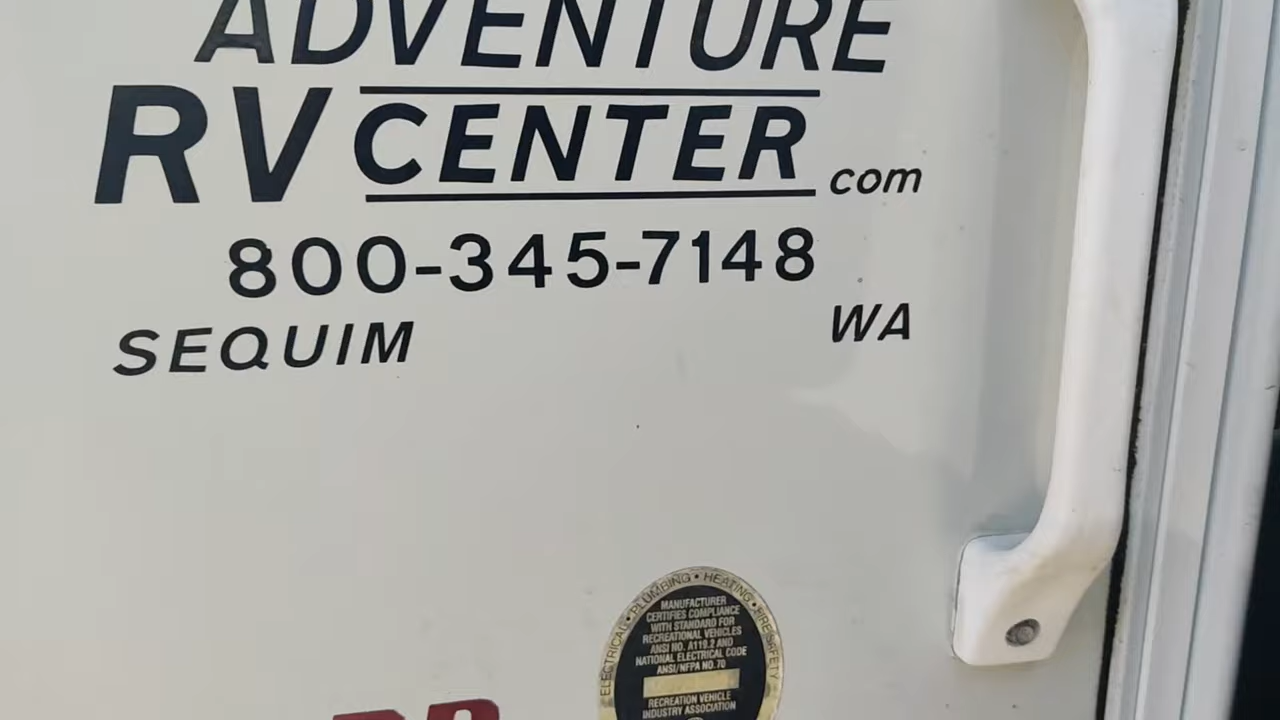 ADVENTURE
RV CENTER com
800-345-7148
SEQUIM WA
ELECTRICAL • PLUMBING • HEATING • FIRE SAFETY
MANUFACTURER
CERTIFIES COMPLIANCE
WITH STANDARD FOR
RECREATIONAL VEHICLES
ANSI NO. A119.2 AND
NATIONAL ELECTRICAL CODE
ANSI/NFPA NO. 70
RECREATION VEHICLE
INDUSTRY ASSOCIATION